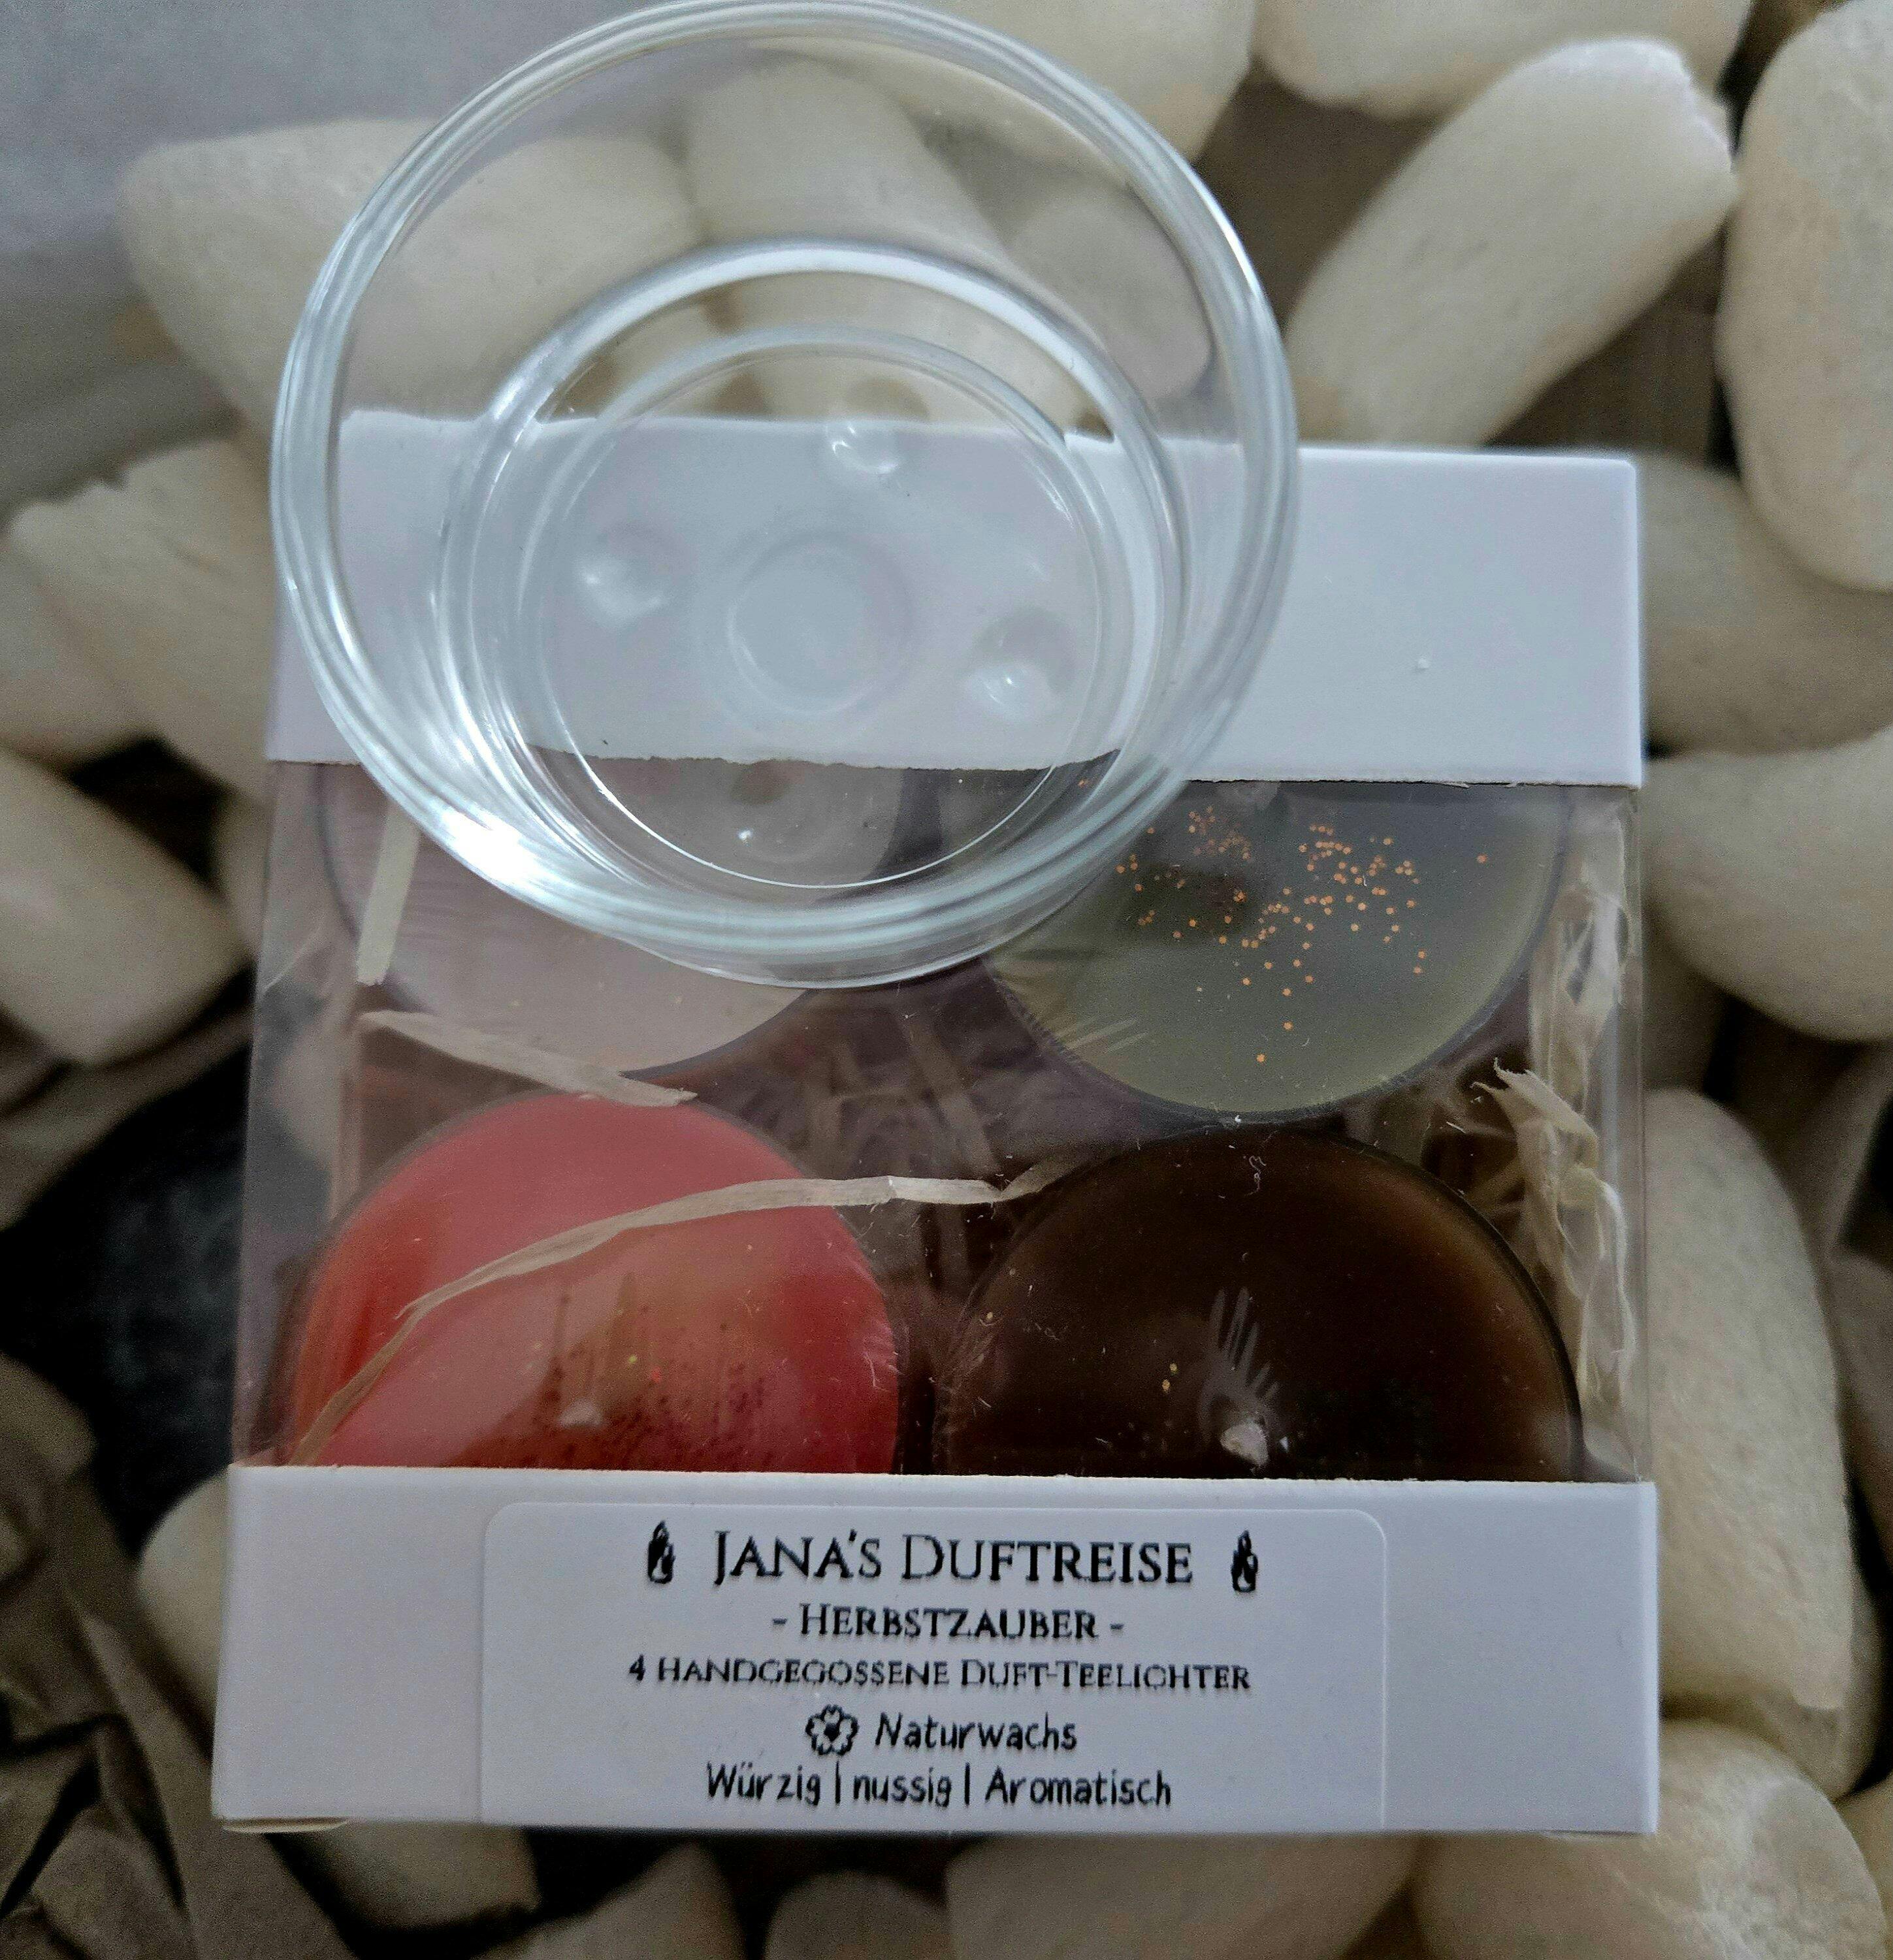 JANA'S DUFTREISE
- HERBSTZAUBER -
4 HANDGEGOSSENE DUFT-TEELICHTER
Naturwachs
Würzig | nussig | Aromatisch